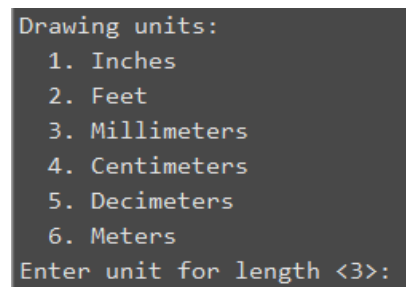 Drawing units:
1. Inches
2. Feet
3. Millimeters
4. Centimeters
5. Decimeters
6. Meters
Enter unit for length <3>: